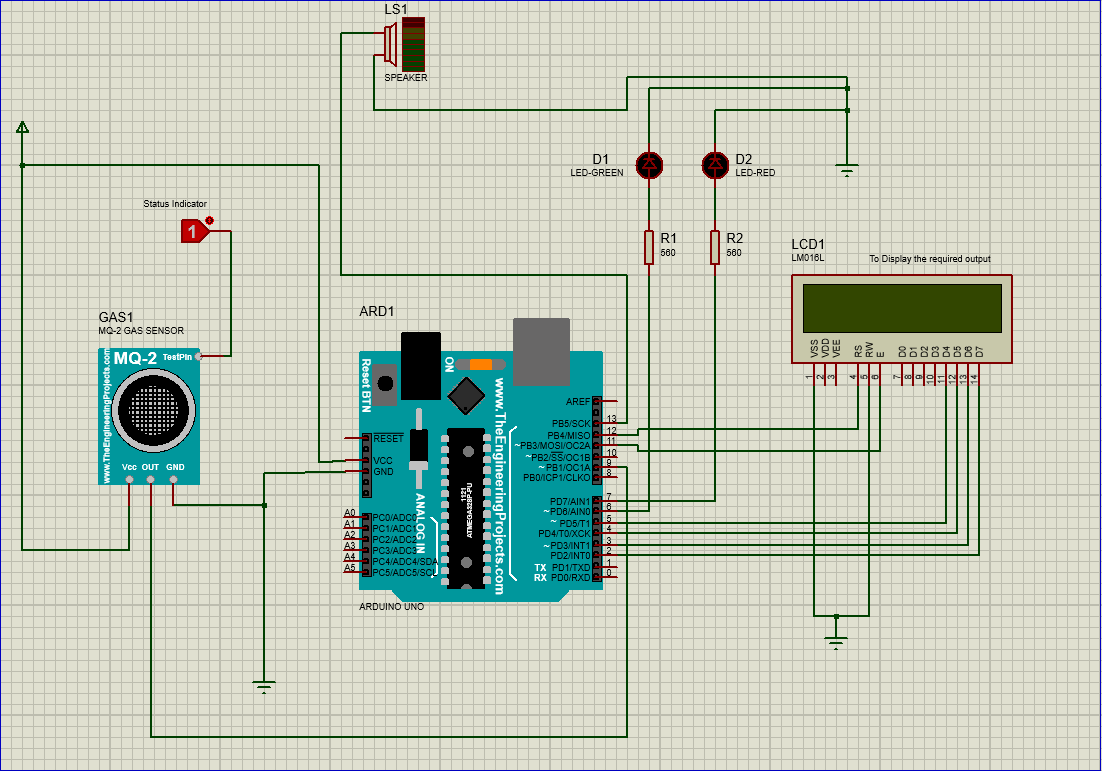 LS1
SPEAKER
D1
LED-GREEN
D2
LED-RED
Status Indicator
1
R1
560
R2
560
LCD1
LM016L
To Display the required output
VSS
VDD
VEE
RS
RW
E
D0
D1
D2
D3
D4
D5
D6
D7
1
2
3
4
5
6
7
8
9
10
11
12
13
14
GAS1
MQ-2 GAS SENSOR
MQ-2
TestPin
www.TheEngineeringProjects.com
Vcc OUT GND
ARD1
Reset BTN
ON
www.TheEngineeringProjects.com
ANALOG IN
1121
ATMEGA328P-PU
RESET
VCC
GND
A0 PC0/ADC0
A1 PC1/ADC1
A2 PC2/ADC2
A3 PC3/ADC3
A4 PC4/ADC4/SDA
A5 PC5/ADC5/SCL
AREF
PB5/SCK 13
PB4/MISO 12
~PB3/MOSI/OC2A 11
~PB2/SS/OC1B 10
~PB1/OC1A 9
PB0/ICP1/CLKO 8
PD7/AIN1 7
~PD6/AIN0 6
~PD5/T1 5
PD4/T0/XCK 4
~PD3/INT1 3
PD2/INT0 2
TX PD1/TXD 1
RX PD0/RXD 0
ARDUINO UNO